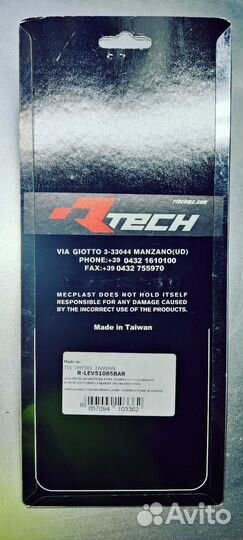 rtechmx.com
RTECH
VIA GIOTTO 3-33044 MANZANO(UD)
PHONE:+39 0432 1610100
FAX:+39 0432 755970
MECPLAST DOES NOT HOLD ITSELF
RESPONSIBLE FOR ANY DAMAGE CAUSED
BY THE INCORRECT USE OF THE PRODUCTS.
Made in Taiwan
Made in:
TW ORIGIN TAIWAN
R-LEV51085BAR
8 057094 103362
Avito